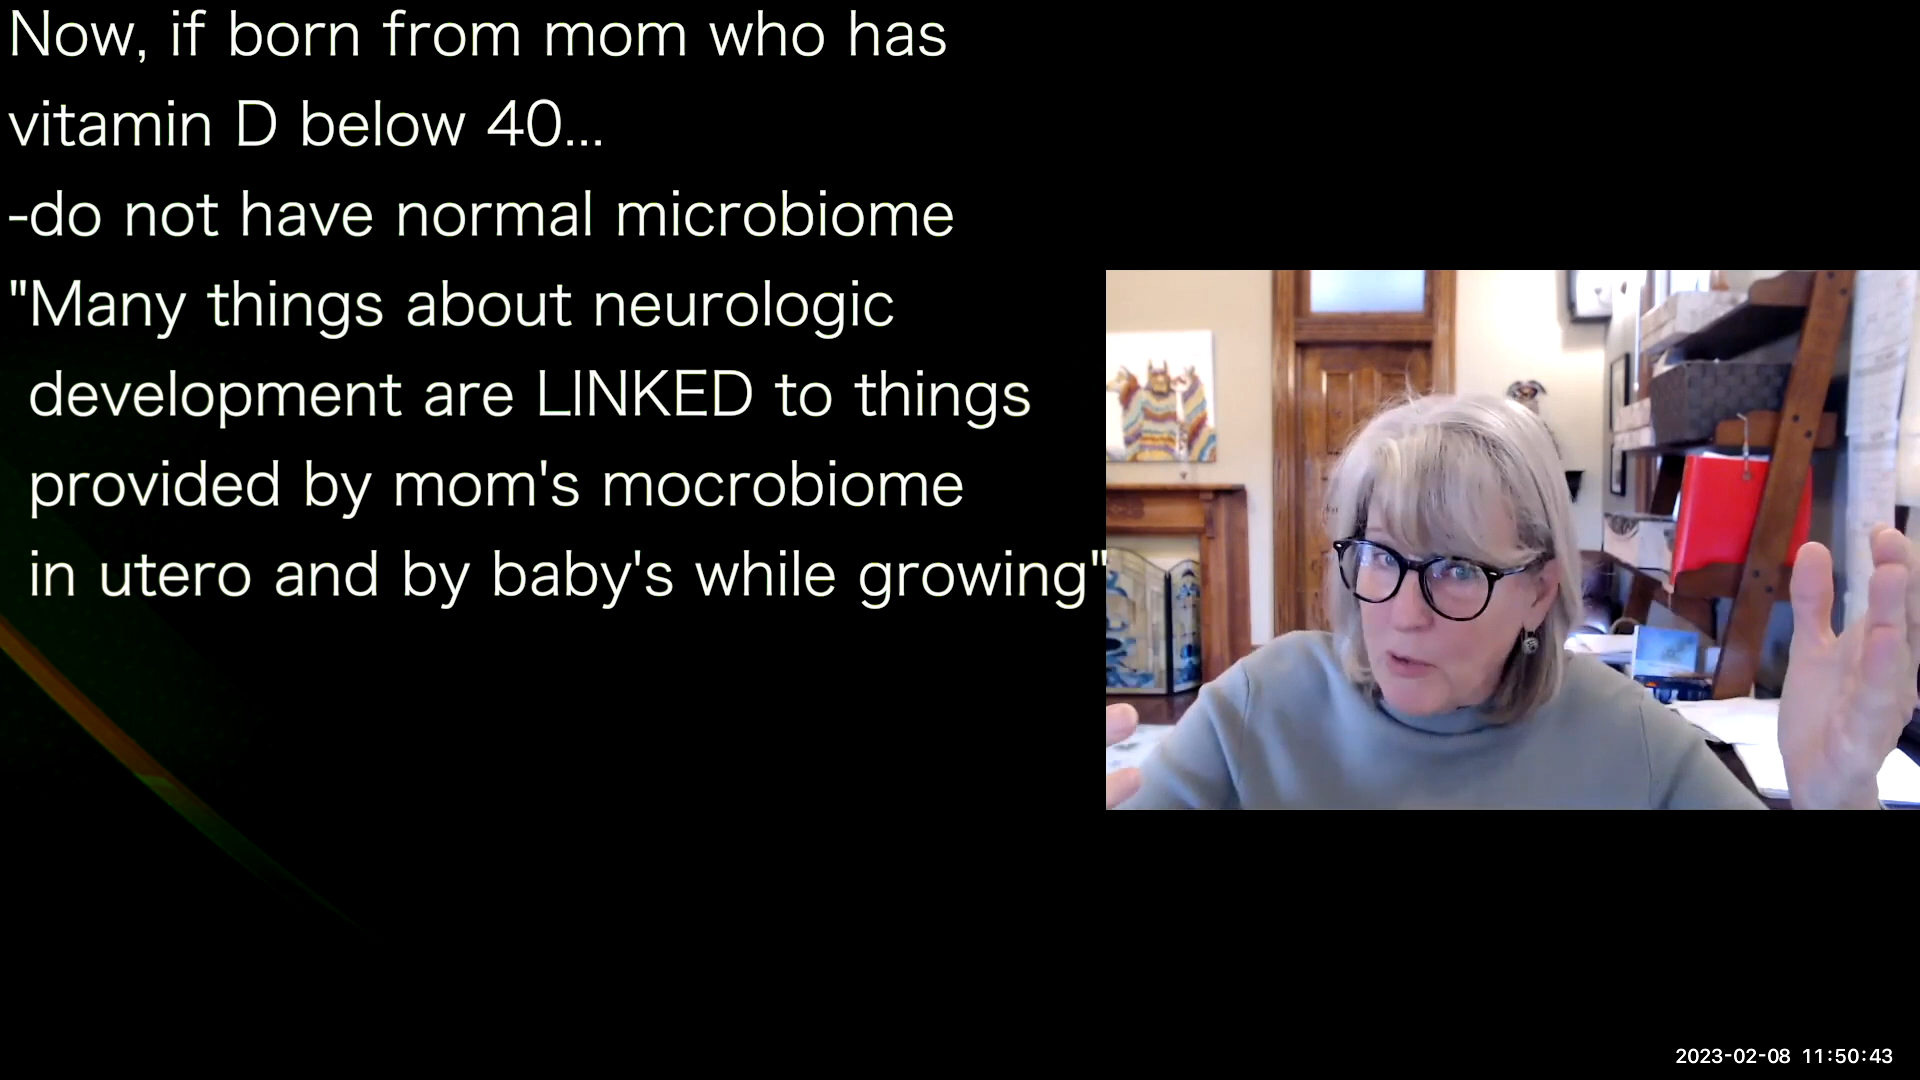 Now, if born from mom who has
vitamin D below 40...
-do not have normal microbiome
"Many things about neurologic
development are LINKED to things
provided by mom's mocrobiome
in utero and by baby's while growing"
2023-02-08 11:50:43